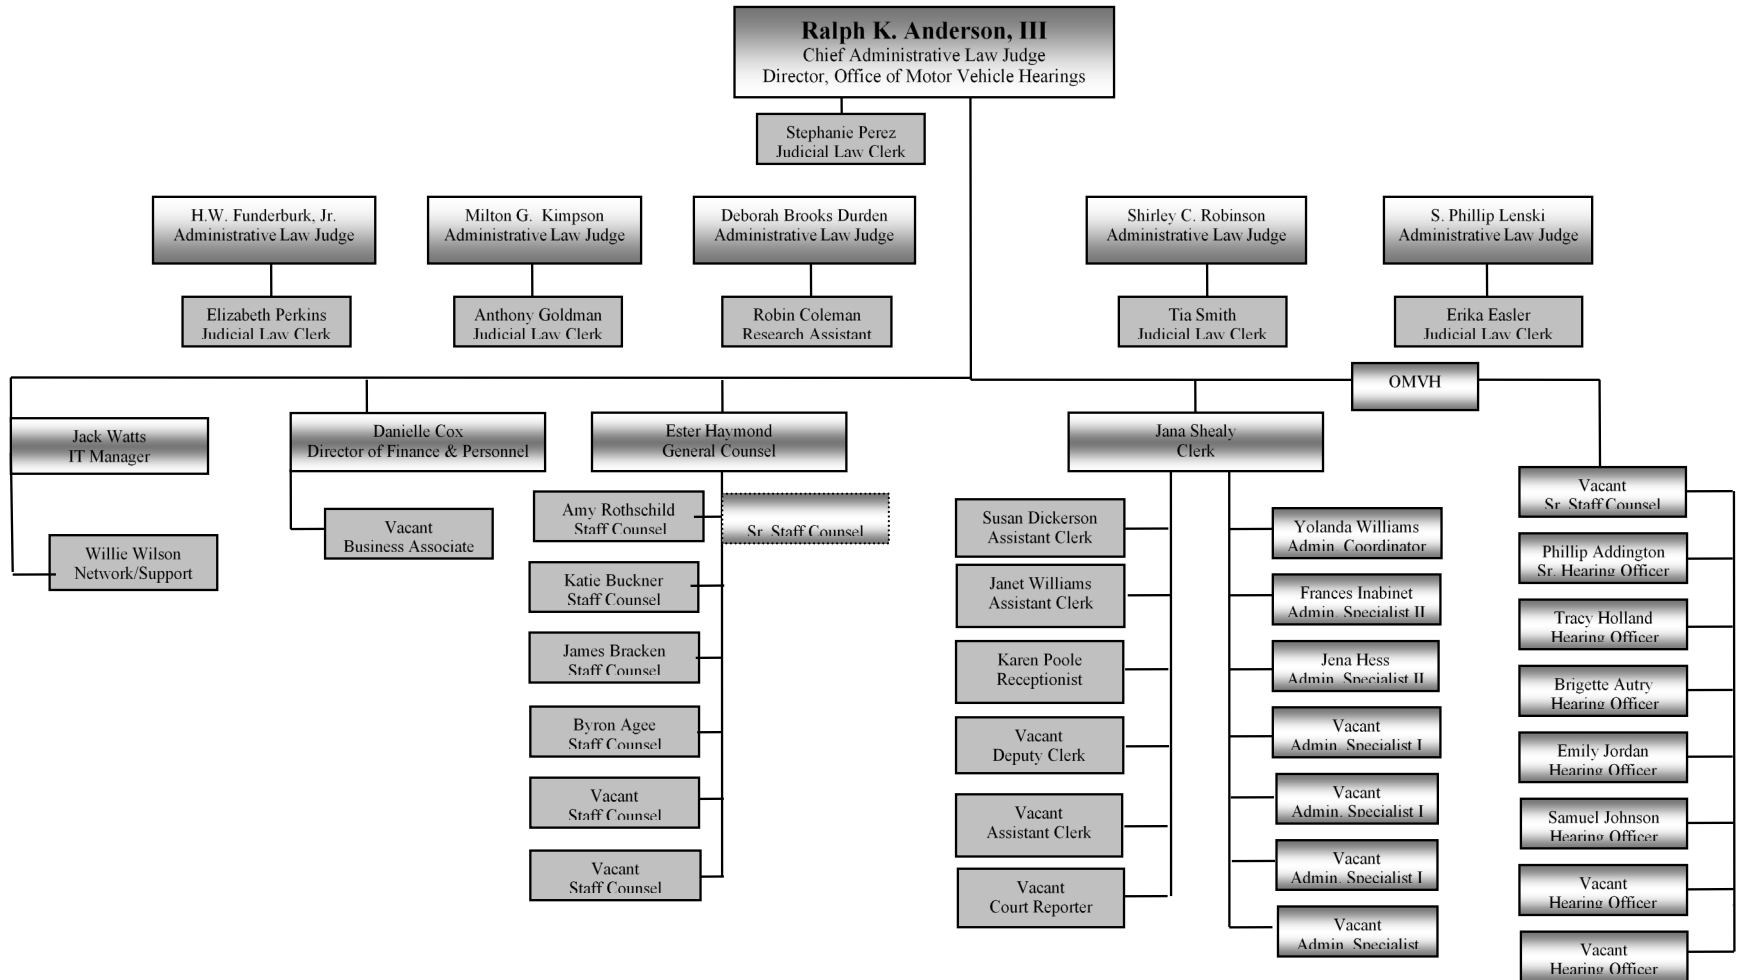 Ralph K. Anderson, III
Chief Administrative Law Judge
Director, Office of Motor Vehicle Hearings
Stephanie Perez
Judicial Law Clerk
H.W. Funderburk, Jr.
Administrative Law Judge
Milton G. Kimpson
Administrative Law Judge
Deborah Brooks Durden
Administrative Law Judge
Shirley C. Robinson
Administrative Law Judge
S. Phillip Lenski
Administrative Law Judge
Elizabeth Perkins
Judicial Law Clerk
Anthony Goldman
Judicial Law Clerk
Robin Coleman
Research Assistant
Tia Smith
Judicial Law Clerk
Erika Easler
Judicial Law Clerk
OMVH
Jack Watts
IT Manager
Willie Wilson
Network/Support
Danielle Cox
Director of Finance & Personnel
Vacant
Business Associate
Ester Haymond
General Counsel
Amy Rothschild
Staff Counsel
Sr. Staff Counsel
Katie Buckner
Staff Counsel
James Bracken
Staff Counsel
Byron Agee
Staff Counsel
Vacant
Staff Counsel
Vacant
Staff Counsel
Jana Shealy
Clerk
Susan Dickerson
Assistant Clerk
Janet Williams
Assistant Clerk
Karen Poole
Receptionist
Vacant
Deputy Clerk
Vacant
Assistant Clerk
Vacant
Court Reporter
Yolanda Williams
Admin. Coordinator
Frances Inabinet
Admin. Specialist II
Jena Hess
Admin. Specialist II
Vacant
Admin. Specialist I
Vacant
Admin. Specialist I
Vacant
Admin. Specialist I
Vacant
Admin. Specialist
Vacant
Sr. Staff Counsel
Phillip Addington
Sr. Hearing Officer
Tracy Holland
Hearing Officer
Brigette Autry
Hearing Officer
Emily Jordan
Hearing Officer
Samuel Johnson
Hearing Officer
Vacant
Hearing Officer
Vacant
Hearing Officer